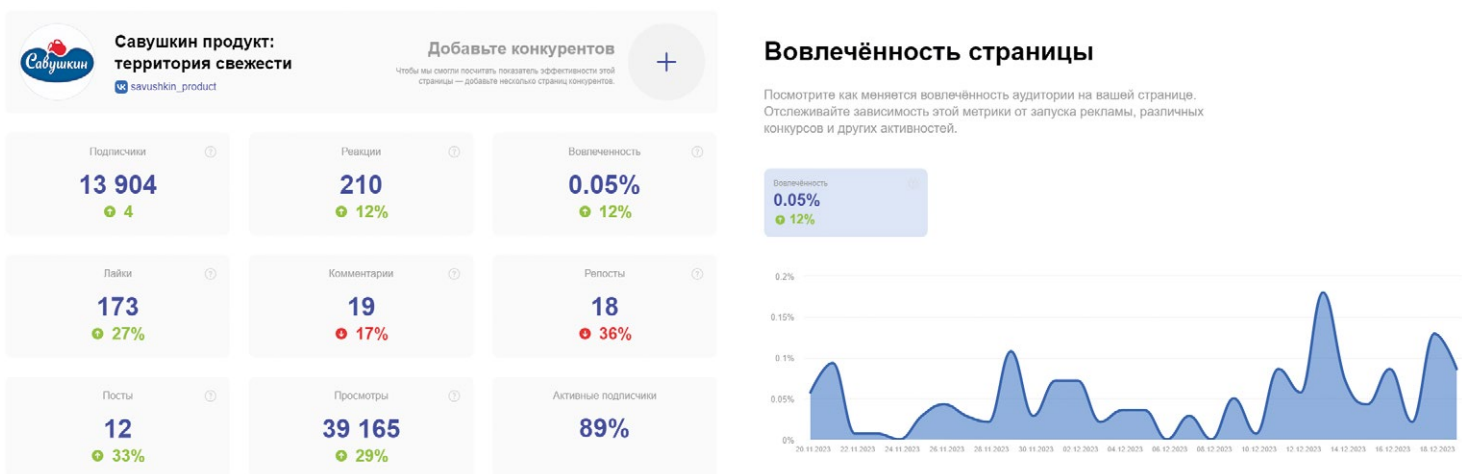 Савушкин
Савушкин продукт:
территория свежести
savushkin_product
Добавьте конкурентов
Чтобы мы смогли посчитать показатель эффективности этой
страницы — добавьте несколько страниц конкурентов.
Подписчики
13 904
4
Реакции
210
12%
Вовлеченность
0.05%
12%
Лайки
173
27%
Комментарии
19
17%
Репосты
18
36%
Посты
12
33%
Просмотры
39 165
29%
Активные подписчики
89%
Вовлечённость страницы
Посмотрите как меняется вовлечённость аудитории на вашей странице.
Отслеживайте зависимость этой метрики от запуска рекламы, различных
конкурсов и других активностей.
Вовлечённость
0.05%
12%
0.2%
0.15%
0.1%
0.05%
0%
20.11.2023 22.11.2023 24.11.2023 26.11.2023 28.11.2023 30.11.2023 02.12.2023 04.12.2023 06.12.2023 08.12.2023 10.12.2023 12.12.2023 14.12.2023 16.12.2023 18.12.2023